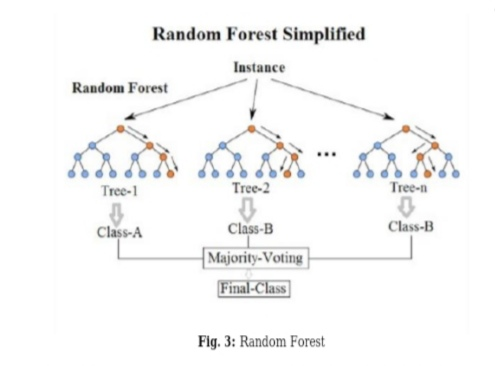 Random Forest Simplified
Instance
Random Forest
...
Tree-1
Tree-2
Tree-n
Class-A
Class-B
Class-B
Majority-Voting
Final-Class
Fig. 3: Random Forest